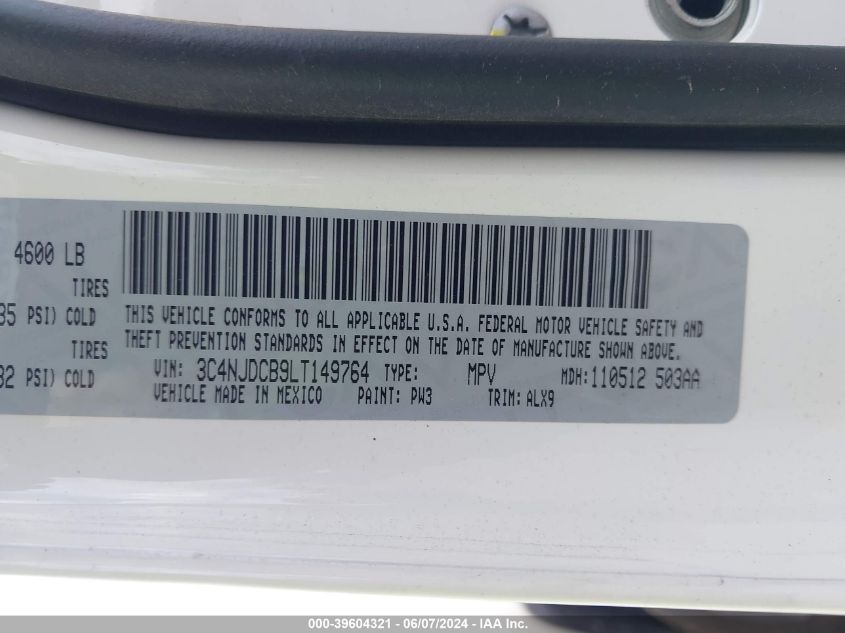 4600 LB
TIRES
35 PSI) COLD
THIS VEHICLE CONFORMS TO ALL APPLICABLE U.S.A. FEDERAL MOTOR VEHICLE SAFETY AND
THEFT PREVENTION STANDARDS IN EFFECT ON THE DATE OF MANUFACTURE SHOWN ABOVE.
TIRES
32 PSI) COLD
VIN: 3C4NJDCB9LT149764 TYPE: MPV MDH: 110512 503AA
VEHICLE MADE IN MEXICO PAINT: PW3 TRIM: ALX9
000-39604321 | 06/07/2024 - Copyright © IAA, Inc.